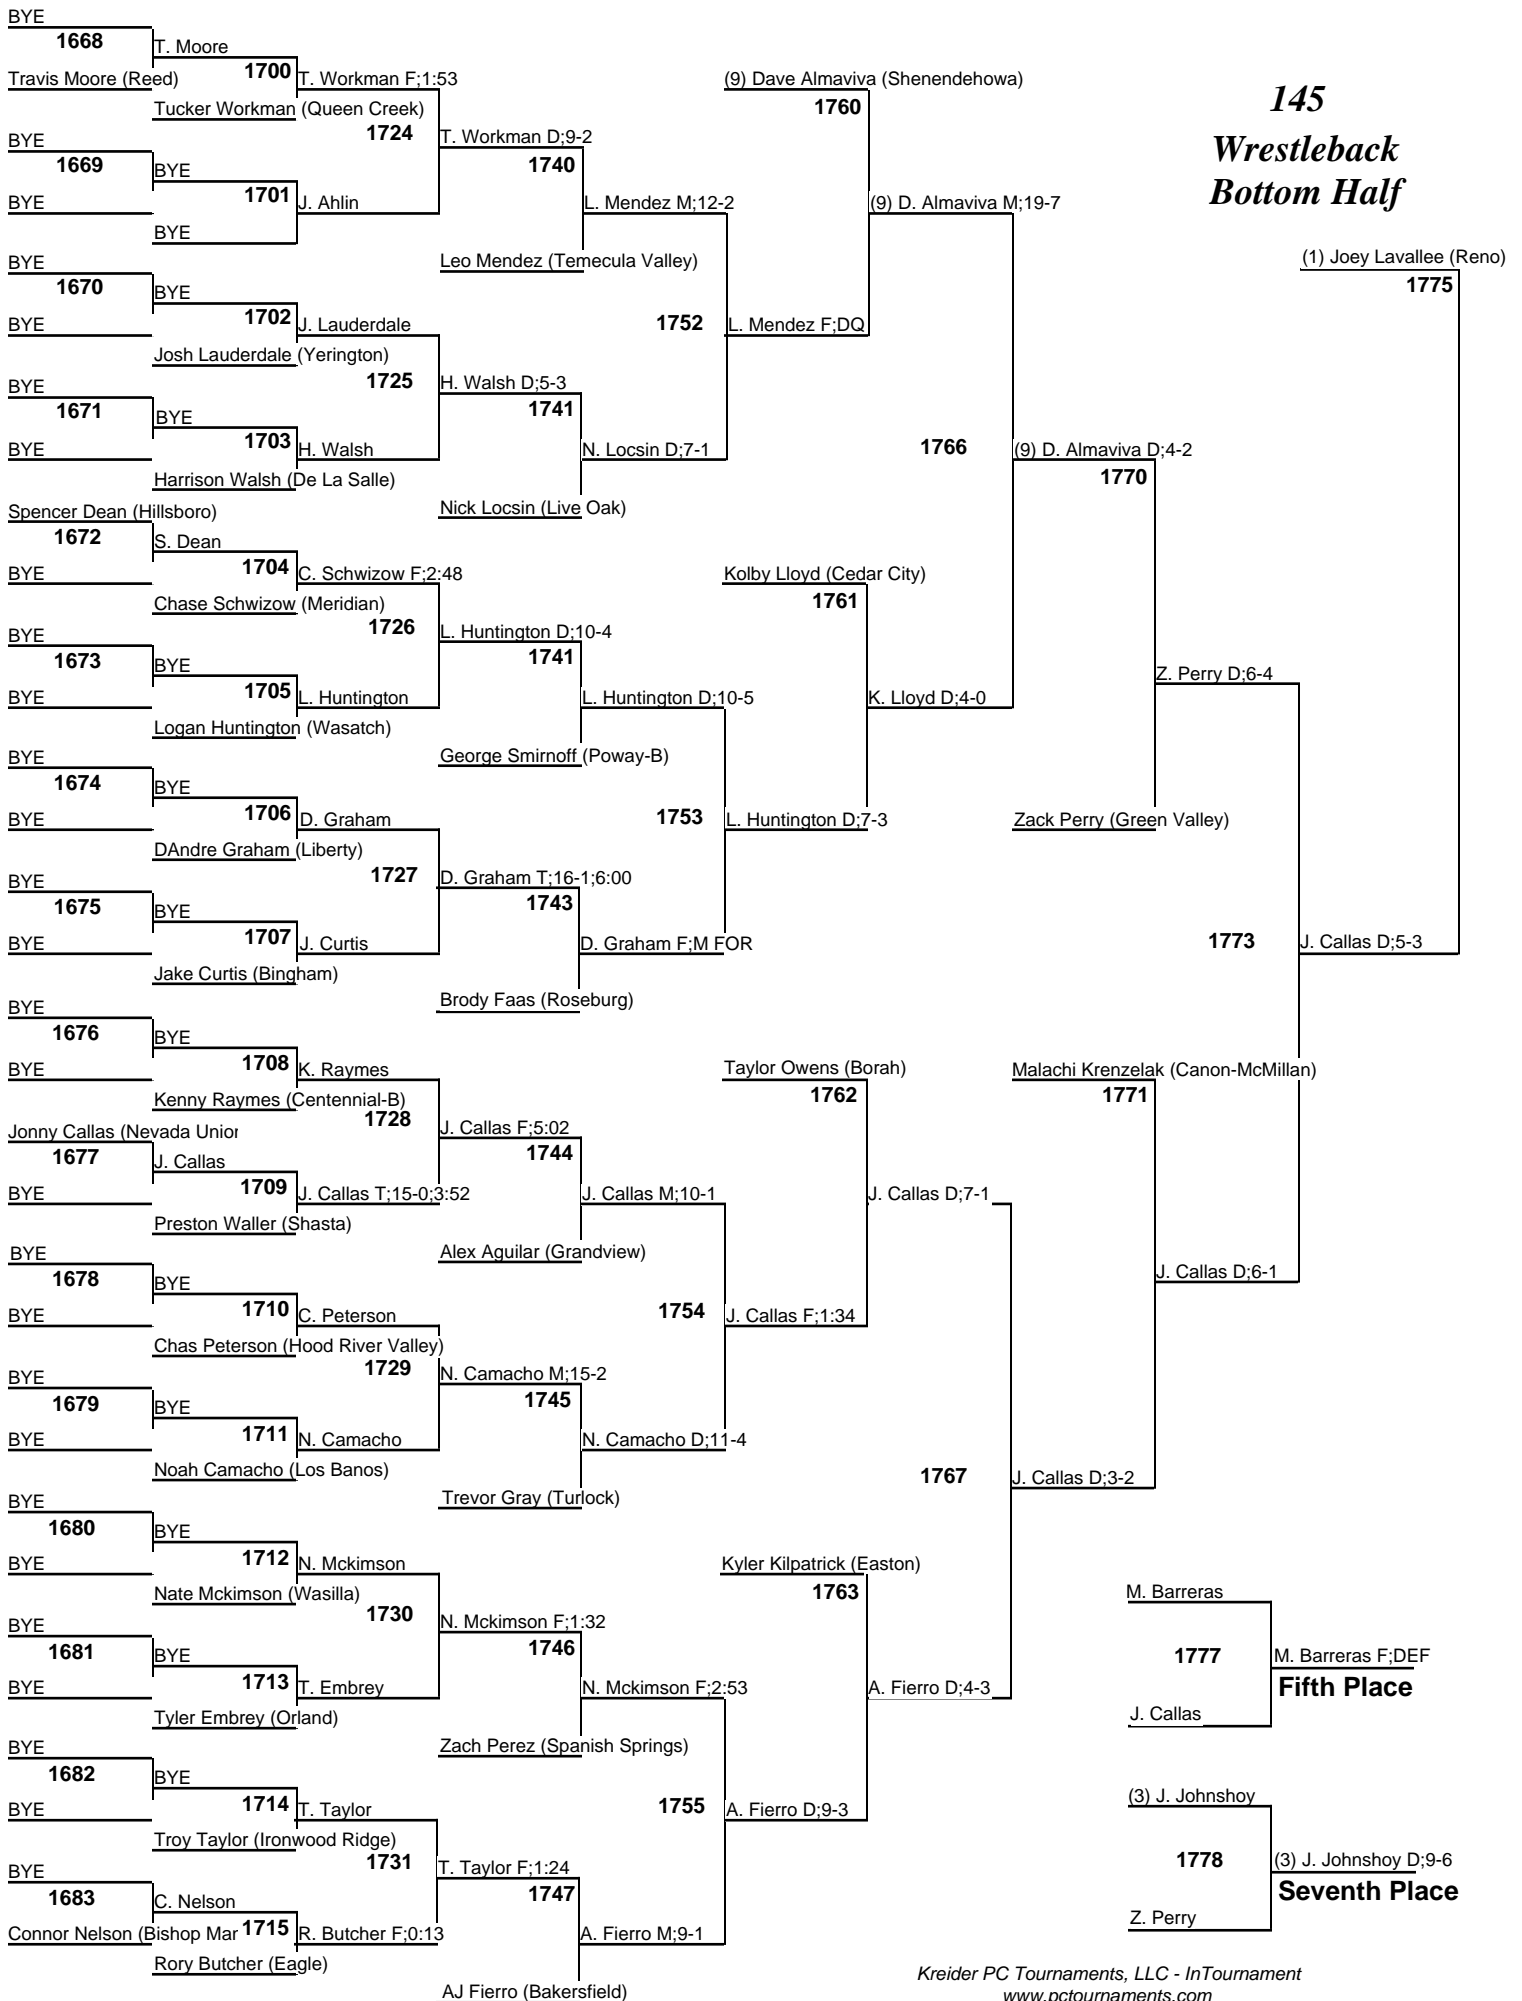 BYE
1668
T. Moore
Travis Moore (Reed)
1700
T. Workman F;1:53
Tucker Workman (Queen Creek)
1724
BYE
1669
BYE
T. Workman D;9-2
1740
BYE
1701
J. Ahlin
BYE
L. Mendez M;12-2
Leo Mendez (Temecula Valley)
BYE
1670
BYE
BYE
1702
J. Lauderdale
Josh Lauderdale (Yerington)
1725
1752
L. Mendez F;DQ
BYE
1671
BYE
H. Walsh D;5-3
1741
BYE
1703
H. Walsh
Harrison Walsh (De La Salle)
N. Locsin D;7-1
Nick Locsin (Live Oak)
Spencer Dean (Hillsboro)
1672
S. Dean
BYE
1704
C. Schwizow F;2:48
Chase Schwizow (Meridian)
1726
BYE
1673
BYE
L. Huntington D;10-4
1741
BYE
1705
L. Huntington
Logan Huntington (Wasatch)
L. Huntington D;10-5
George Smirnoff (Poway-B)
BYE
1674
BYE
BYE
1706
D. Graham
DAndre Graham (Liberty)
1727
1753
L. Huntington D;7-3
BYE
1675
BYE
D. Graham T;16-1;6:00
1743
BYE
1707
J. Curtis
Jake Curtis (Bingham)
D. Graham F;M FOR
Brody Faas (Roseburg)
BYE
1676
BYE
BYE
1708
K. Raymes
Kenny Raymes (Centennial-B)
1728
Jonny Callas (Nevada Union
1677
J. Callas
J. Callas F;5:02
1744
BYE
1709
J. Callas T;15-0;3:52
Preston Waller (Shasta)
J. Callas M;10-1
Alex Aguilar (Grandview)
BYE
1678
BYE
BYE
1710
C. Peterson
Chas Peterson (Hood River Valley)
1729
1754
J. Callas F;1:34
BYE
1679
BYE
N. Camacho M;15-2
1745
BYE
1711
N. Camacho
Noah Camacho (Los Banos)
N. Camacho D;11-4
Trevor Gray (Turlock)
BYE
1680
BYE
BYE
1712
N. Mckimson
Nate Mckimson (Wasilla)
1730
BYE
1681
BYE
N. Mckimson F;1:32
1746
BYE
1713
T. Embrey
Tyler Embrey (Orland)
N. Mckimson F;2:53
Zach Perez (Spanish Springs)
BYE
1682
BYE
BYE
1714
T. Taylor
Troy Taylor (Ironwood Ridge)
1731
1755
A. Fierro D;9-3
BYE
1683
C. Nelson
T. Taylor F;1:24
1747
Connor Nelson (Bishop Mar
1715
R. Butcher F;0:13
Rory Butcher (Eagle)
A. Fierro M;9-1
AJ Fierro (Bakersfield)
(9) Dave Almaviva (Shenendehowa)
1760
(9) D. Almaviva M;19-7
1766
(9) D. Almaviva D;4-2
1770
Kolby Lloyd (Cedar City)
1761
K. Lloyd D;4-0
Z. Perry D;6-4
Zack Perry (Green Valley)
1773
J. Callas D;5-3
Taylor Owens (Borah)
1762
Malachi Krenzelak (Canon-McMillan)
1771
J. Callas D;7-1
J. Callas D;6-1
1767
J. Callas D;3-2
Kyler Kilpatrick (Easton)
1763
A. Fierro D;4-3
145
Wrestleback
Bottom Half
(1) Joey Lavallee (Reno)
1775
M. Barreras
1777
M. Barreras F;DEF
Fifth Place
J. Callas
(3) J. Johnshoy
1778
(3) J. Johnshoy D;9-6
Seventh Place
Z. Perry
Kreider PC Tournaments, LLC - InTournament
www.pctournaments.com